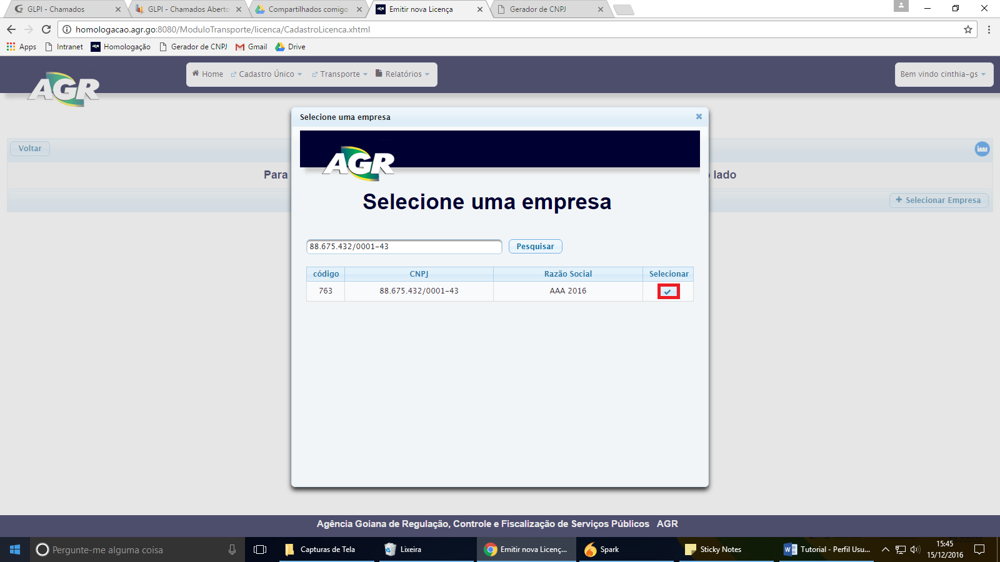 GLPI - Chamados
GLPI - Chamados Aberto
Compartilhados comigo
Emitir nova Licença
Gerador de CNPJ
homologacao.agr.go:8080/ModuloTransporte/licenca/CadastroLicenca.xhtml
Apps
Intranet
Homologação
Gerador de CNPJ
Gmail
Drive
AGR
Home
Cadastro Único
Transporte
Relatórios
Bem vindo cinthia-gs
Selecione uma empresa
Voltar
AGR
Para
lado
Selecione uma empresa
Selecionar Empresa
88.675.432/0001-43
Pesquisar
código CNPJ Razão Social Selecionar
763 88.675.432/0001-43 AAA 2016
Agência Goiana de Regulação, Controle e Fiscalização de Serviços Públicos AGR
Pergunte-me alguma coisa
Capturas de Tela
Lixeira
Emitir nova Licenç...
Spark
Sticky Notes
Tutorial - Perfil Usu...
15:45
15/12/2016